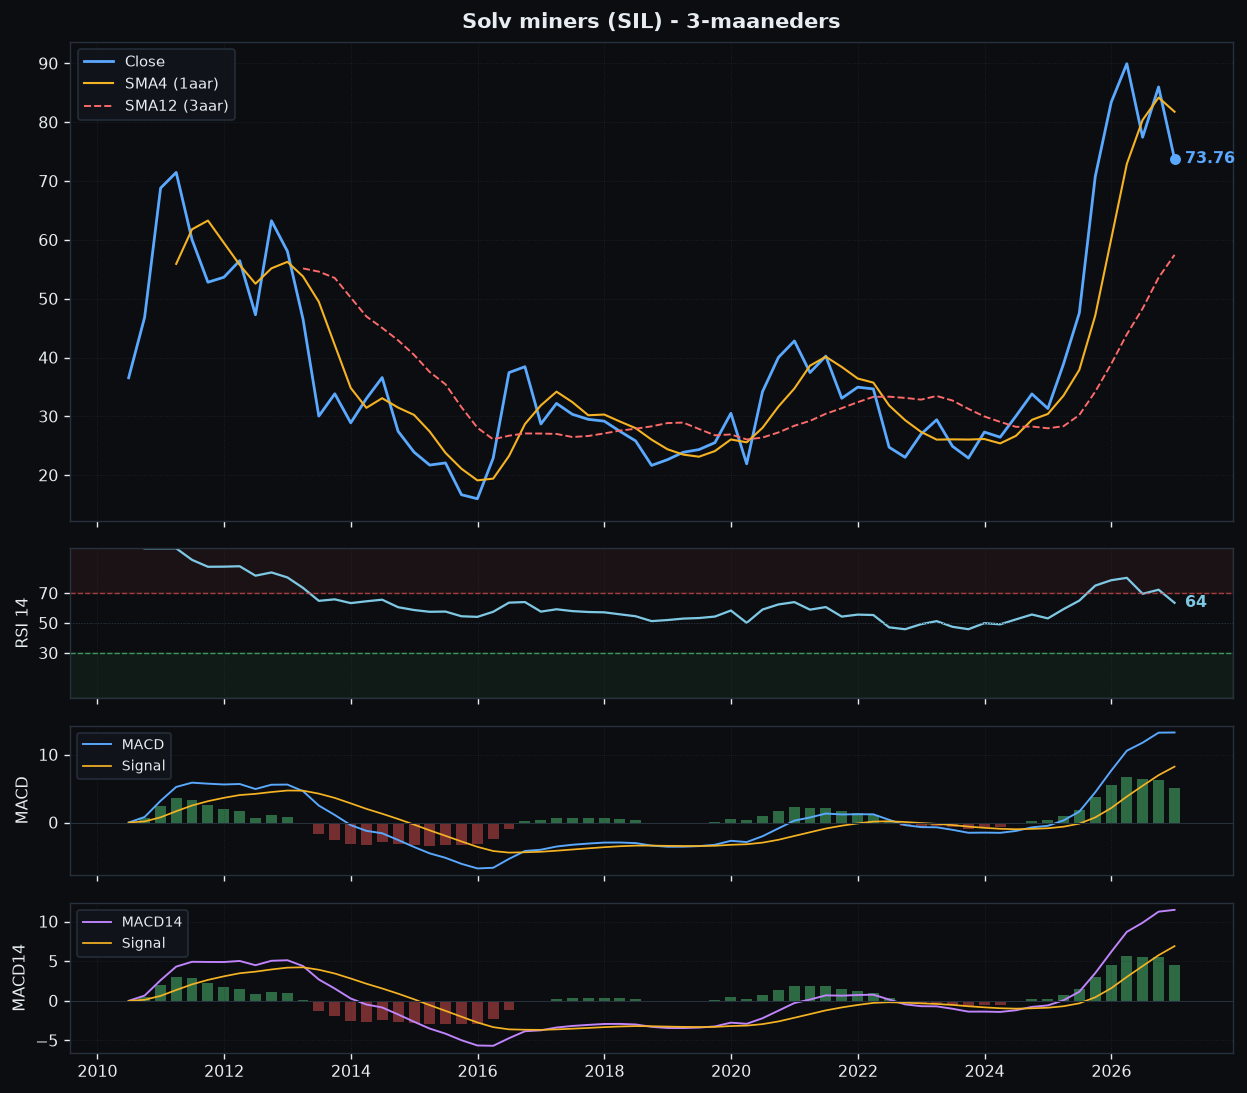 Solv miners (SIL) - 3-maaneders
Close
SMA4 (1aar)
SMA12 (3aar)
90
80
70
60
50
40
30
20
73.76
RSI 14
70
50
30
64
MACD
MACD
Signal
10
0
MACD14
MACD14
Signal
10
5
0
−5
2010 2012 2014 2016 2018 2020 2022 2024 2026